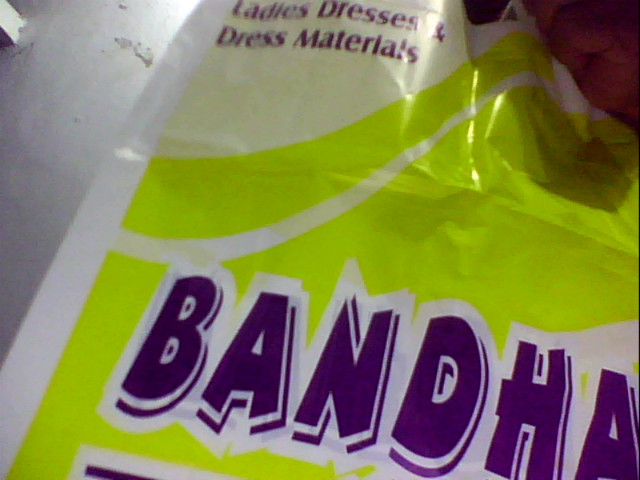 Ladies Dresses &
Dress Materials
BANDHA